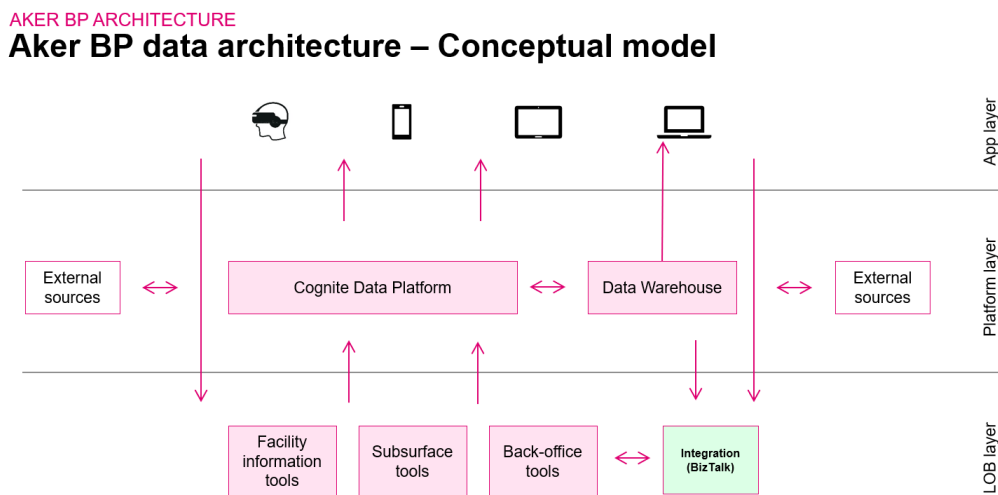 AKER BP ARCHITECTURE
Aker BP data architecture – Conceptual model
App layer
External
sources
Cognite Data Platform
Data Warehouse
External
sources
Platform layer
Facility
information
tools
Subsurface
tools
Back-office
tools
Integration
(BizTalk)
LOB layer